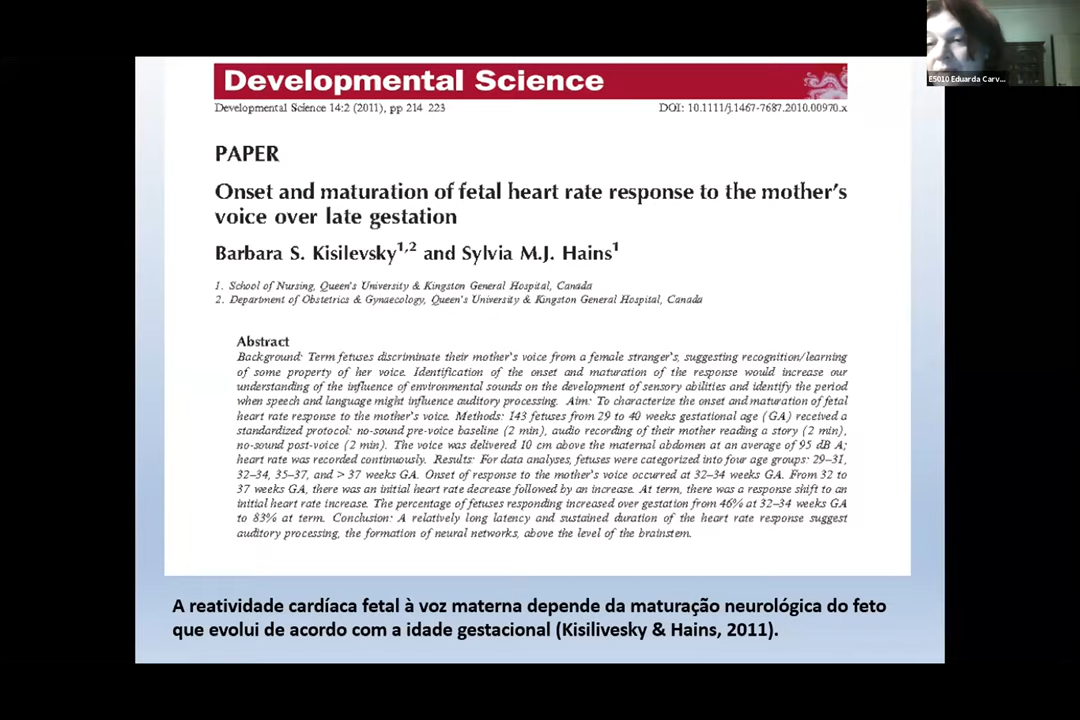 E5010 Eduarda Carv...
Developmental Science
Developmental Science 14:2 (2011), pp 214 223
DOI: 10.1111/j.1467-7687.2010.00970.x
PAPER
Onset and maturation of fetal heart rate response to the mother's
voice over late gestation
Barbara S. Kisilevsky1,2 and Sylvia M.J. Hains1
1. School of Nursing, Queen's University & Kingston General Hospital, Canada
2. Department of Obstetrics & Gynaecology, Queen's University & Kingston General Hospital, Canada
Abstract
Background: Term fetuses discriminate their mother's voice from a female stranger's, suggesting recognition/learning
of some property of her voice. Identification of the onset and maturation of the response would increase our
understanding of the influence of environmental sounds on the development of sensory abilities and identify the period
when speech and language might influence auditory processing. Aim: To characterize the onset and maturation of fetal
heart rate response to the mother's voice. Methods: 143 fetuses from 29 to 40 weeks gestational age (GA) received a
standardized protocol: no-sound pre-voice baseline (2 min), audio recording of their mother reading a story (2 min),
no-sound post-voice (2 min). The voice was delivered 10 cm above the maternal abdomen at an average of 95 dB A;
heart rate was recorded continuously. Results: For data analyses, fetuses were categorized into four age groups: 29–31,
32–34, 35–37, and > 37 weeks GA. Onset of response to the mother's voice occurred at 32–34 weeks GA. From 32 to
37 weeks GA, there was an initial heart rate decrease followed by an increase. At term, there was a response shift to an
initial heart rate increase. The percentage of fetuses responding increased over gestation from 46% at 32–34 weeks GA
to 83% at term. Conclusion: A relatively long latency and sustained duration of the heart rate response suggest
auditory processing, the formation of neural networks, above the level of the brainstem.
A reatividade cardíaca fetal à voz materna depende da maturação neurológica do feto
que evolui de acordo com a idade gestacional (Kisilivesky & Hains, 2011).